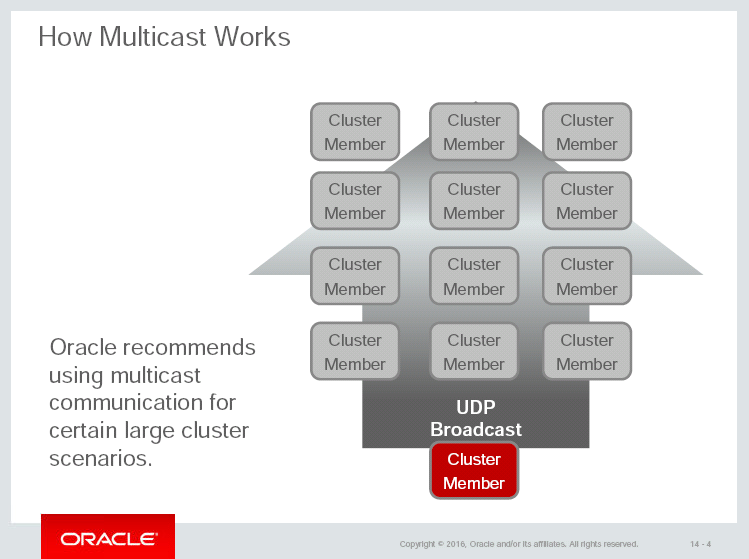 How Multicast Works
Cluster
Member
Cluster
Member
Cluster
Member
Cluster
Member
Cluster
Member
Cluster
Member
Cluster
Member
Cluster
Member
Cluster
Member
Cluster
Member
Cluster
Member
Cluster
Member
Oracle recommends
using multicast
communication for
certain large cluster
scenarios.
UDP
Broadcast
Cluster
Member
ORACLE
Copyright © 2016, Oracle and/or its affiliates. All rights reserved.
14 - 4